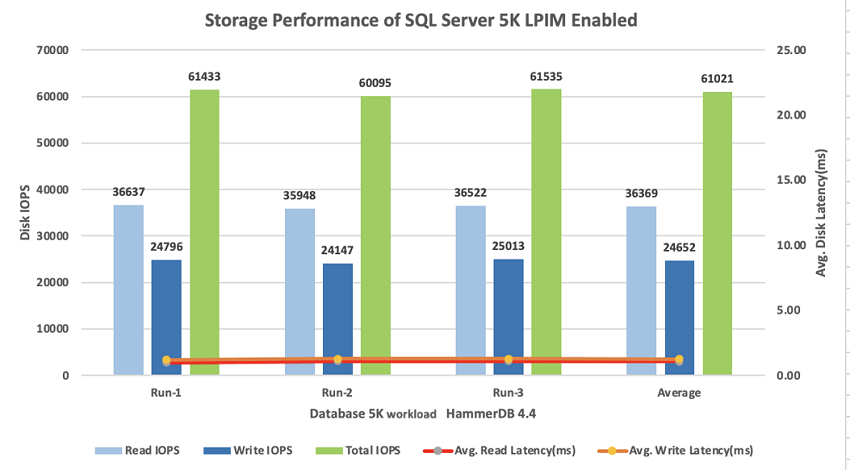 Storage Performance of SQL Server 5K LPIM Enabled
70000
60000
50000
40000
30000
20000
10000
0
Disk IOPS
25.00
20.00
15.00
10.00
5.00
0.00
Avg. Disk Latency(ms)
36637
24796
61433
35948
24147
60095
36522
25013
61535
36369
24652
61021
Run-1
Run-2
Run-3
Average
Database 5K workload HammerDB 4.4
Read IOPS
Write IOPS
Total IOPS
Avg. Read Latency(ms)
Avg. Write Latency(ms)